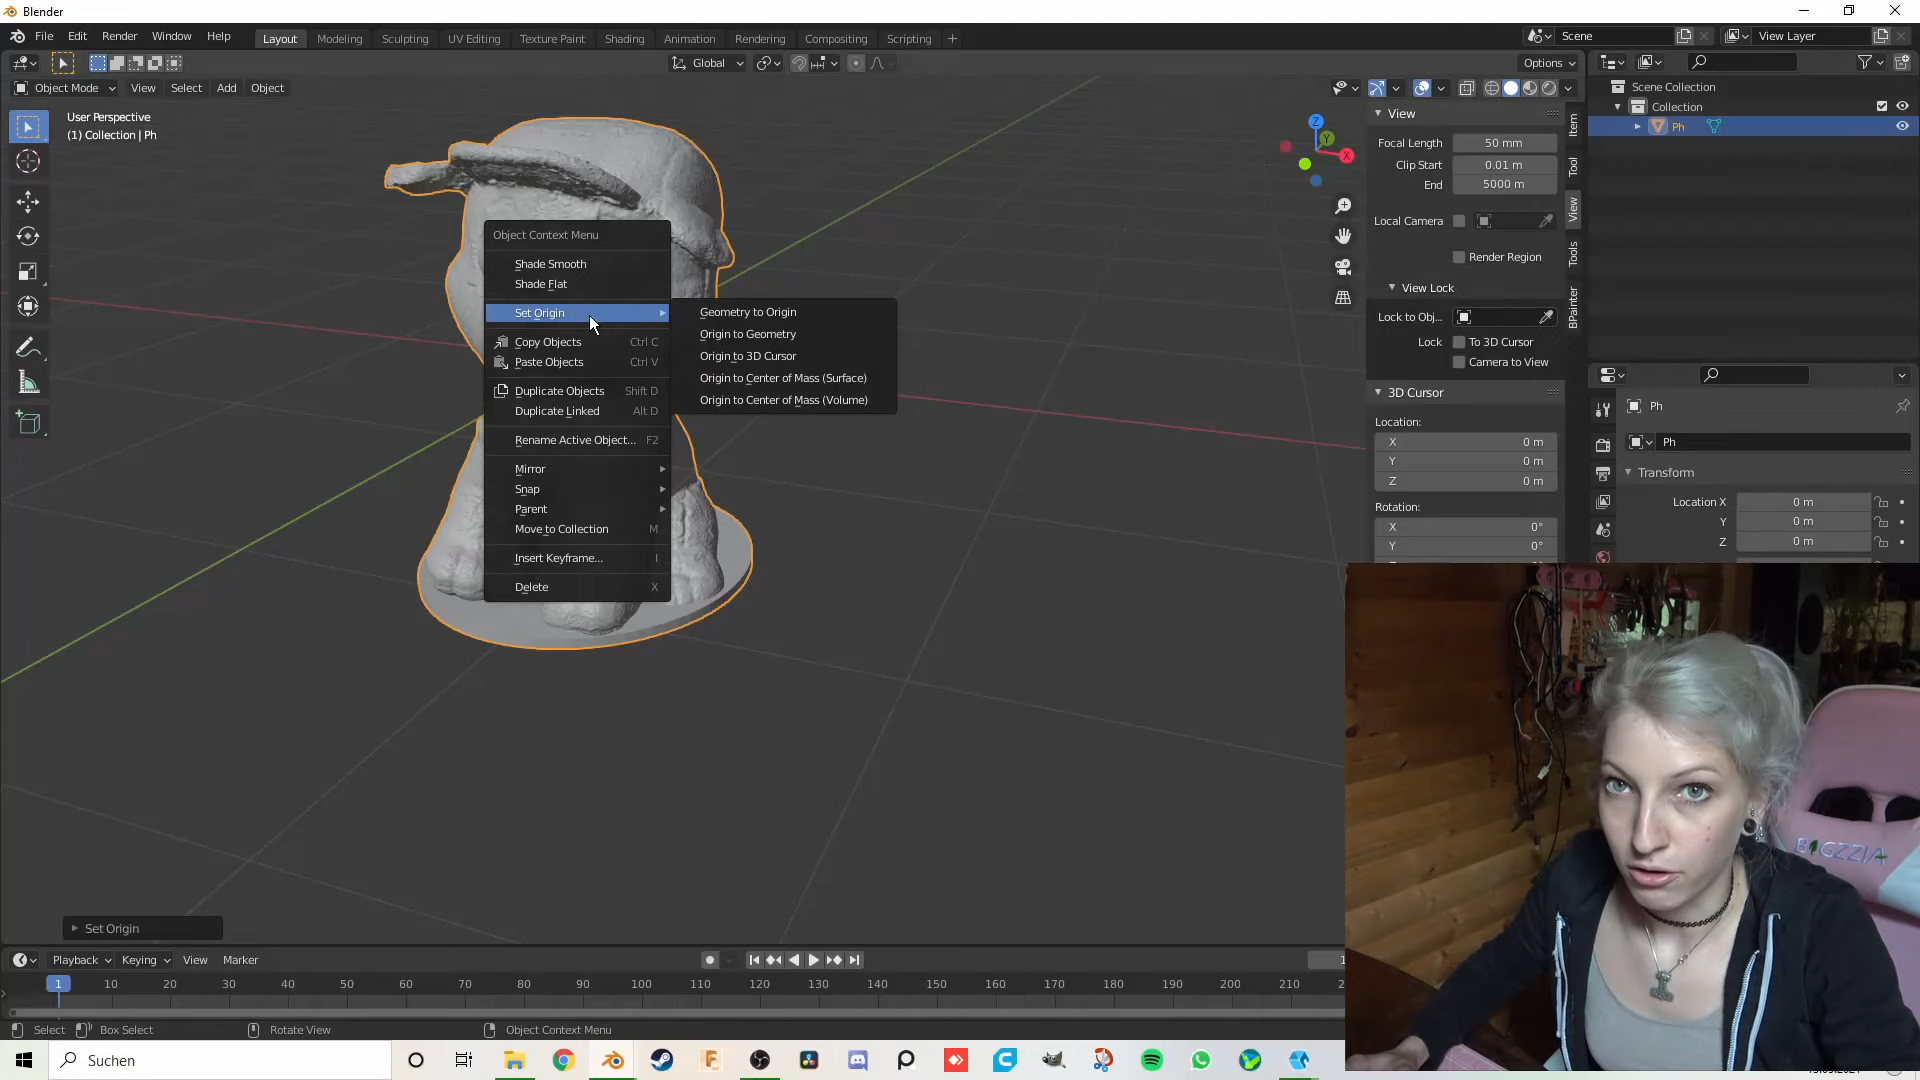 Blender
File Edit Render Window Help
Layout Modeling Sculpting UV Editing Texture Paint Shading Animation Rendering Compositing Scripting +
Scene
View Layer
Global
Options
Object Mode View Select Add Object
User Perspective
(1) Collection | Ph
Object Context Menu
Shade Smooth
Shade Flat
Set Origin
Copy Objects Ctrl C
Paste Objects Ctrl V
Duplicate Objects Shift D
Duplicate Linked Alt D
Rename Active Object... F2
Mirror
Snap
Parent
Move to Collection M
Insert Keyframe... I
Delete X
Geometry to Origin
Origin to Geometry
Origin to 3D Cursor
Origin to Center of Mass (Surface)
Origin to Center of Mass (Volume)
Z
Y
X
View
Focal Length 50 mm
Clip Start 0.01 m
End 5000 m
Local Camera
Render Region
View Lock
Lock to Obj...
Lock To 3D Cursor
Camera to View
3D Cursor
Location:
X 0 m
Y 0 m
Z 0 m
Rotation:
X 0°
Y 0°
Item
Tool
View
Tools
BPainter
Scene Collection
Collection
Ph
Ph
Ph
Transform
Location X 0 m
Y 0 m
Z 0 m
BAGZZIA
Set Origin
Playback Keying View Marker
1
1 10 20 30 40 50 60 70 80 90 100 110 120 130 140 150 160 170 180 190 200 210 2
Select Box Select Rotate View Object Context Menu
Suchen